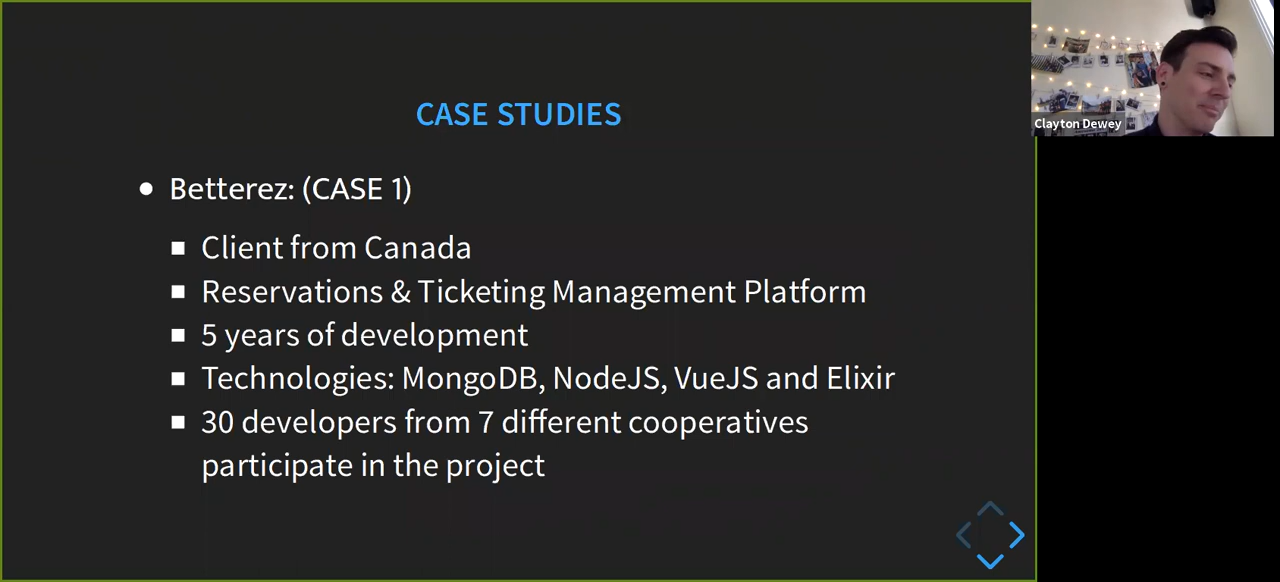 CASE STUDIES
Betterez: (CASE 1)
Client from Canada
Reservations & Ticketing Management Platform
5 years of development
Technologies: MongoDB, NodeJS, VueJS and Elixir
30 developers from 7 different cooperatives
participate in the project
Clayton Dewey